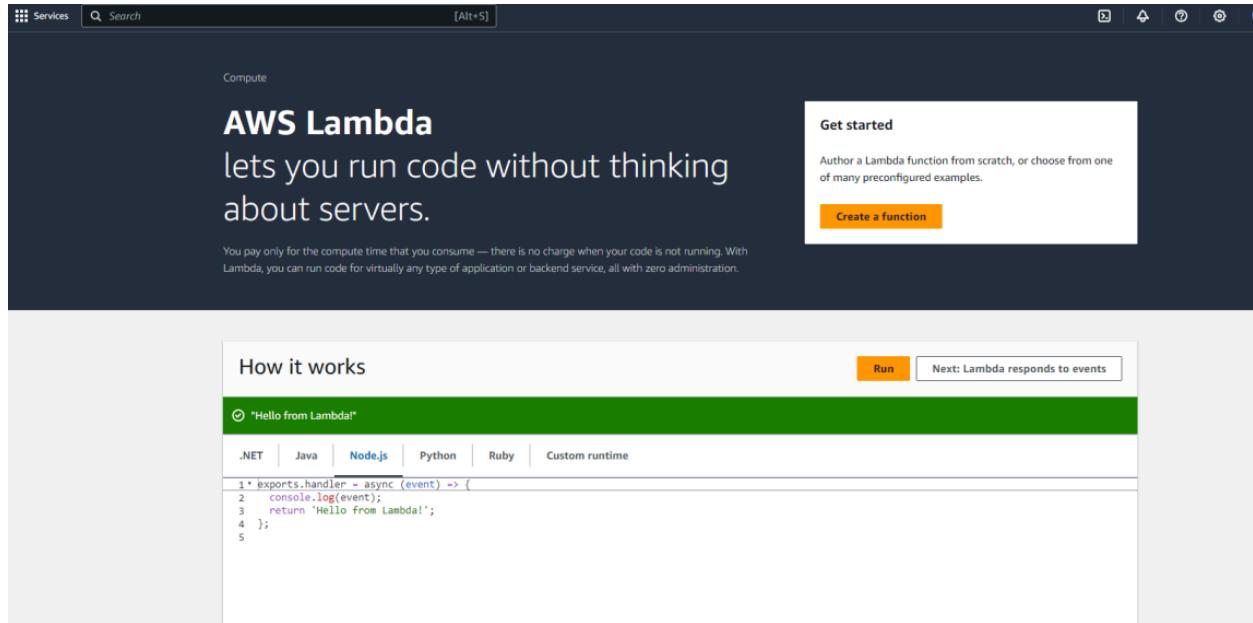 Services
Search
[Alt+S]
Compute
AWS Lambda
lets you run code without thinking
about servers.
You pay only for the compute time that you consume — there is no charge when your code is not running. With
Lambda, you can run code for virtually any type of application or backend service, all with zero administration.
Get started
Author a Lambda function from scratch, or choose from one
of many preconfigured examples.
Create a function
How it works
Run
Next: Lambda responds to events
"Hello from Lambda!"
.NET Java Node.js Python Ruby Custom runtime
1 exports.handler = async (event) => {
2 console.log(event);
3 return 'Hello from Lambda!';
4 };
5